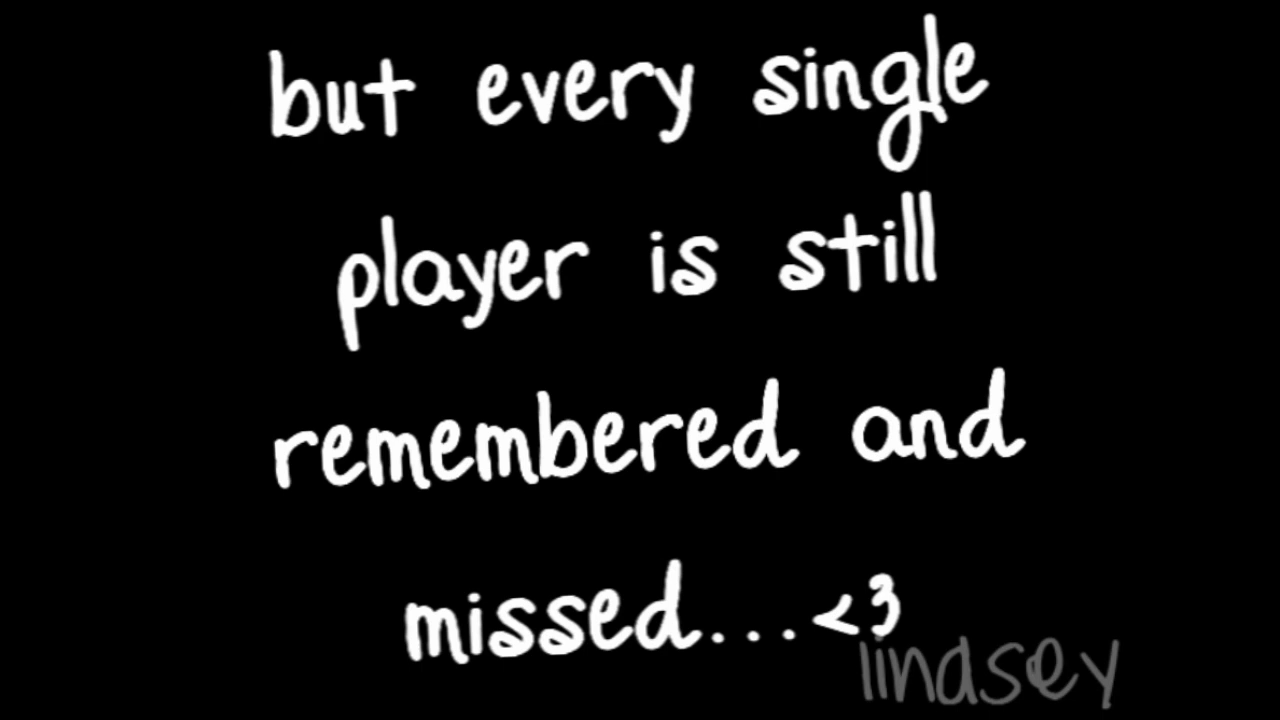 but every single
player is still
remembered and
missed...<3
lindsey